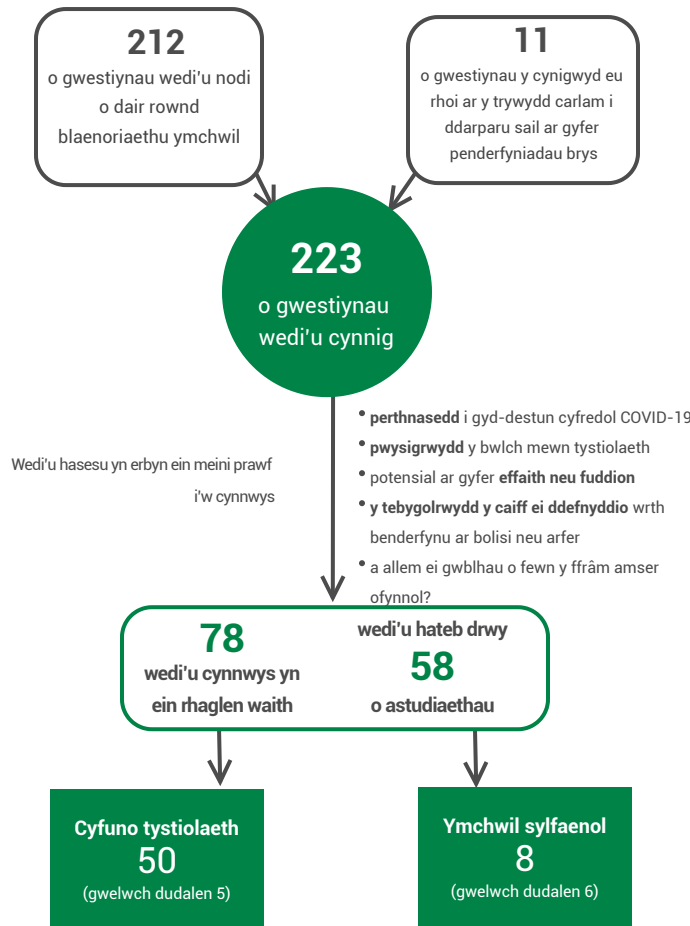 212
o gwestiynau wedi'u nodi
o dair rownd
blaenoriaethu ymchwil
11
o gwestiynau y cynigwyd eu
rhoi ar y trywydd carlam i
ddarparu sail ar gyfer
penderfyniadau brys
223
o gwestiynau
wedi'u cynnig
Wedi'u hasesu yn erbyn ein meini prawf
i'w cynnwys
• perthnasedd i gyd-destun cyfredol COVID-19
• pwysigrwydd y bwlch mewn tystiolaeth
• potensial ar gyfer effaith neu fuddion
• y tebygolrwydd y caiff ei ddefnyddio wrth
benderfynu ar bolisi neu arfer
• a allem ei gwblhau o fewn y ffrâm amser
ofynnol?
78
wedi'u cynnwys yn
ein rhaglen waith
wedi'u hateb drwy
58
o astudiaethau
Cyfuno tystiolaeth
50
(gwelwch dudalen 5)
Ymchwil sylfaenol
8
(gwelwch dudalen 6)